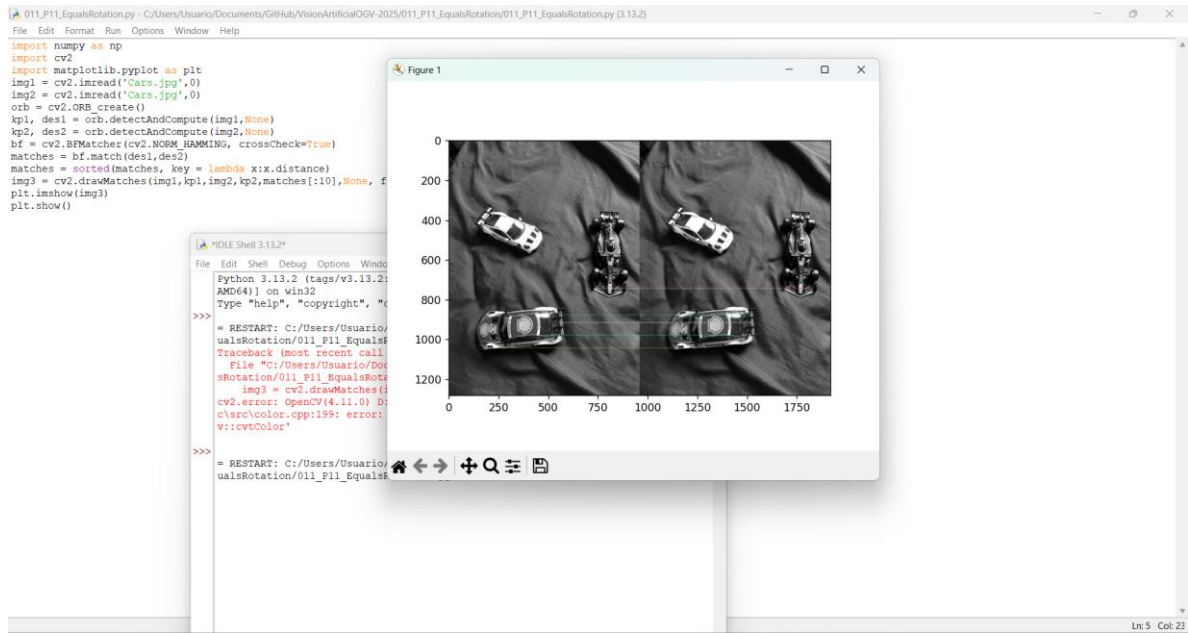 011_P11_EqualsRotation.py - C:/Users/Usuario/Documents/GitHub/VisionArtificialOGV-2025/011_P11_EqualsRotation/011_P11_EqualsRotation.py (3.13.2)
File Edit Format Run Options Window Help
import numpy as np
import cv2
import matplotlib.pyplot as plt
img1 = cv2.imread('Cars.jpg',0)
img2 = cv2.imread('Cars.jpg',0)
orb = cv2.ORB_create()
kp1, des1 = orb.detectAndCompute(img1,None)
kp2, des2 = orb.detectAndCompute(img2,None)
bf = cv2.BFMatcher(cv2.NORM_HAMMING, crossCheck=True)
matches = bf.match(des1,des2)
matches = sorted(matches, key = lambda x:x.distance)
img3 = cv2.drawMatches(img1,kp1,img2,kp2,matches[:10],None, f
plt.imshow(img3)
plt.show()
*IDLE Shell 3.13.2*
File Edit Shell Debug Options Windo
Python 3.13.2 (tags/v3.13.2:
AMD64)] on win32
Type "help", "copyright", "c
>>>
= RESTART: C:/Users/Usuario/
ualsRotation/011_P11_EqualsR
Traceback (most recent call
File "C:/Users/Usuario/Doc
sRotation/011_P11_EqualsRota
img3 = cv2.drawMatches(i
cv2.error: OpenCV(4.11.0) D:
c\src\color.cpp:199: error:
v::cvtColor'
>>>
= RESTART: C:/Users/Usuario/
ualsRotation/011_P11_EqualsR
Figure 1
0
200
400
600
800
1000
1200
0 250 500 750 1000 1250 1500 1750
Ln: 5 Col: 23